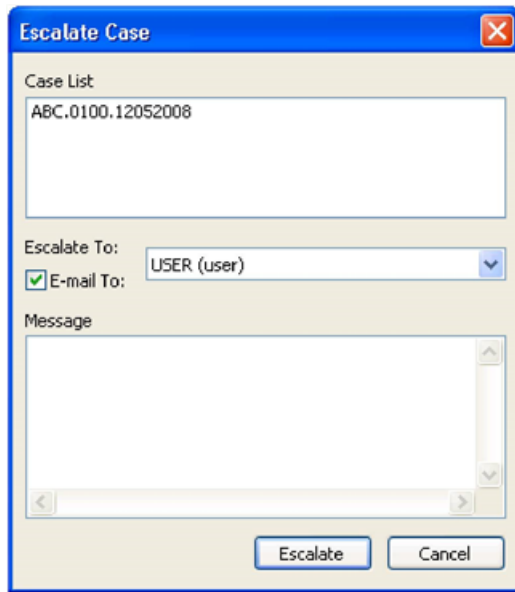 Escalate Case
Case List
ABC.0100.12052008
Escalate To:
USER (user)
E-mail To:
Message
Escalate
Cancel